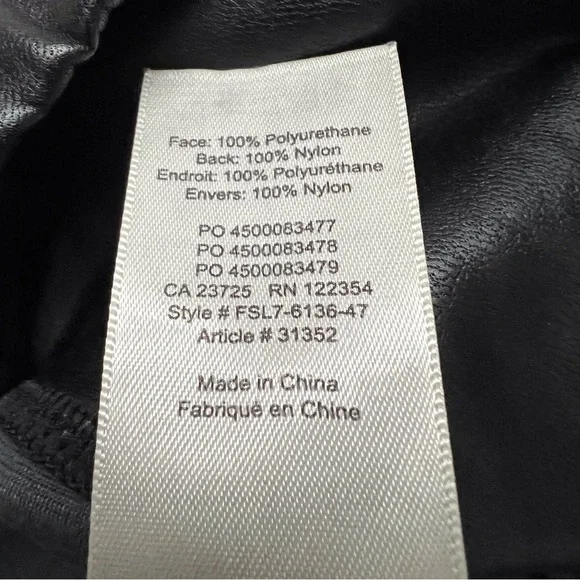 Face: 100% Polyurethane
Back: 100% Nylon
Endroit: 100% Polyuréthane
Envers: 100% Nylon
PO 4500083477
PO 4500083478
PO 4500083479
CA 23725 RN 122354
Style # FSL7-6136-47
Article # 31352
Made in China
Fabriqué en Chine